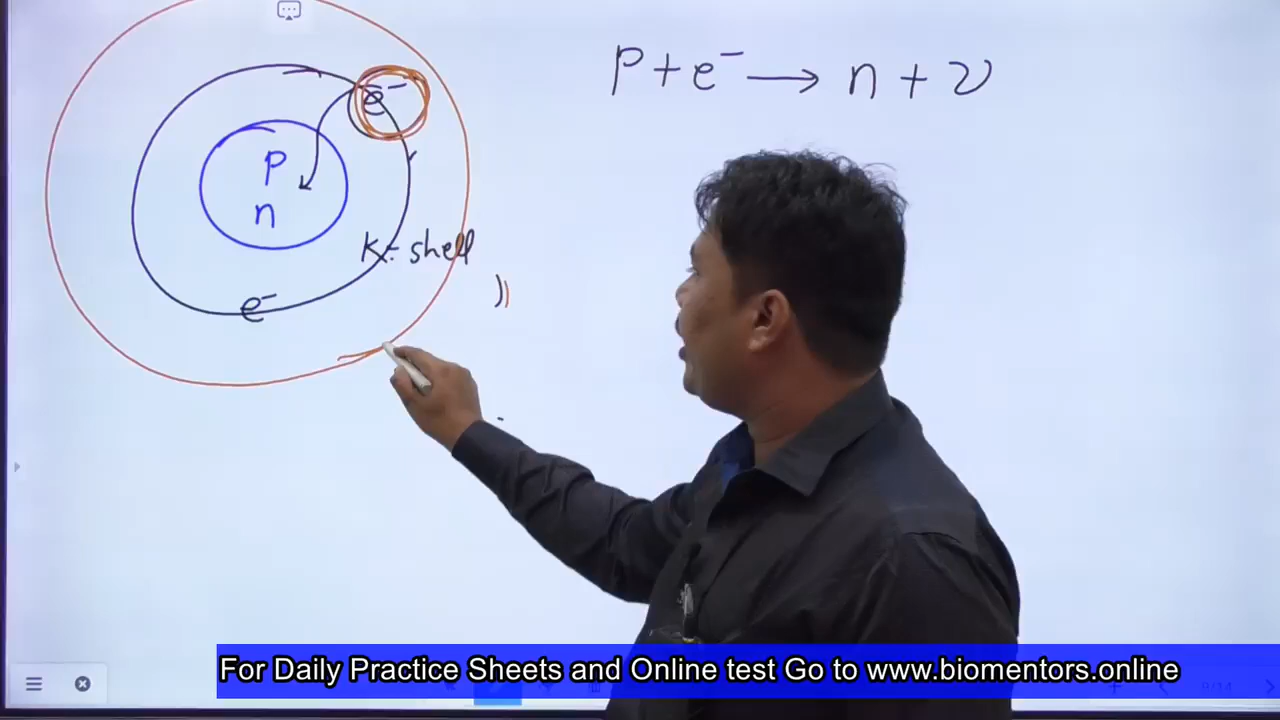 p + e⁻ ⟶ n + ν
e⁻
p
n
K- shell
e⁻
For Daily Practice Sheets and Online test Go to www.biomentors.online